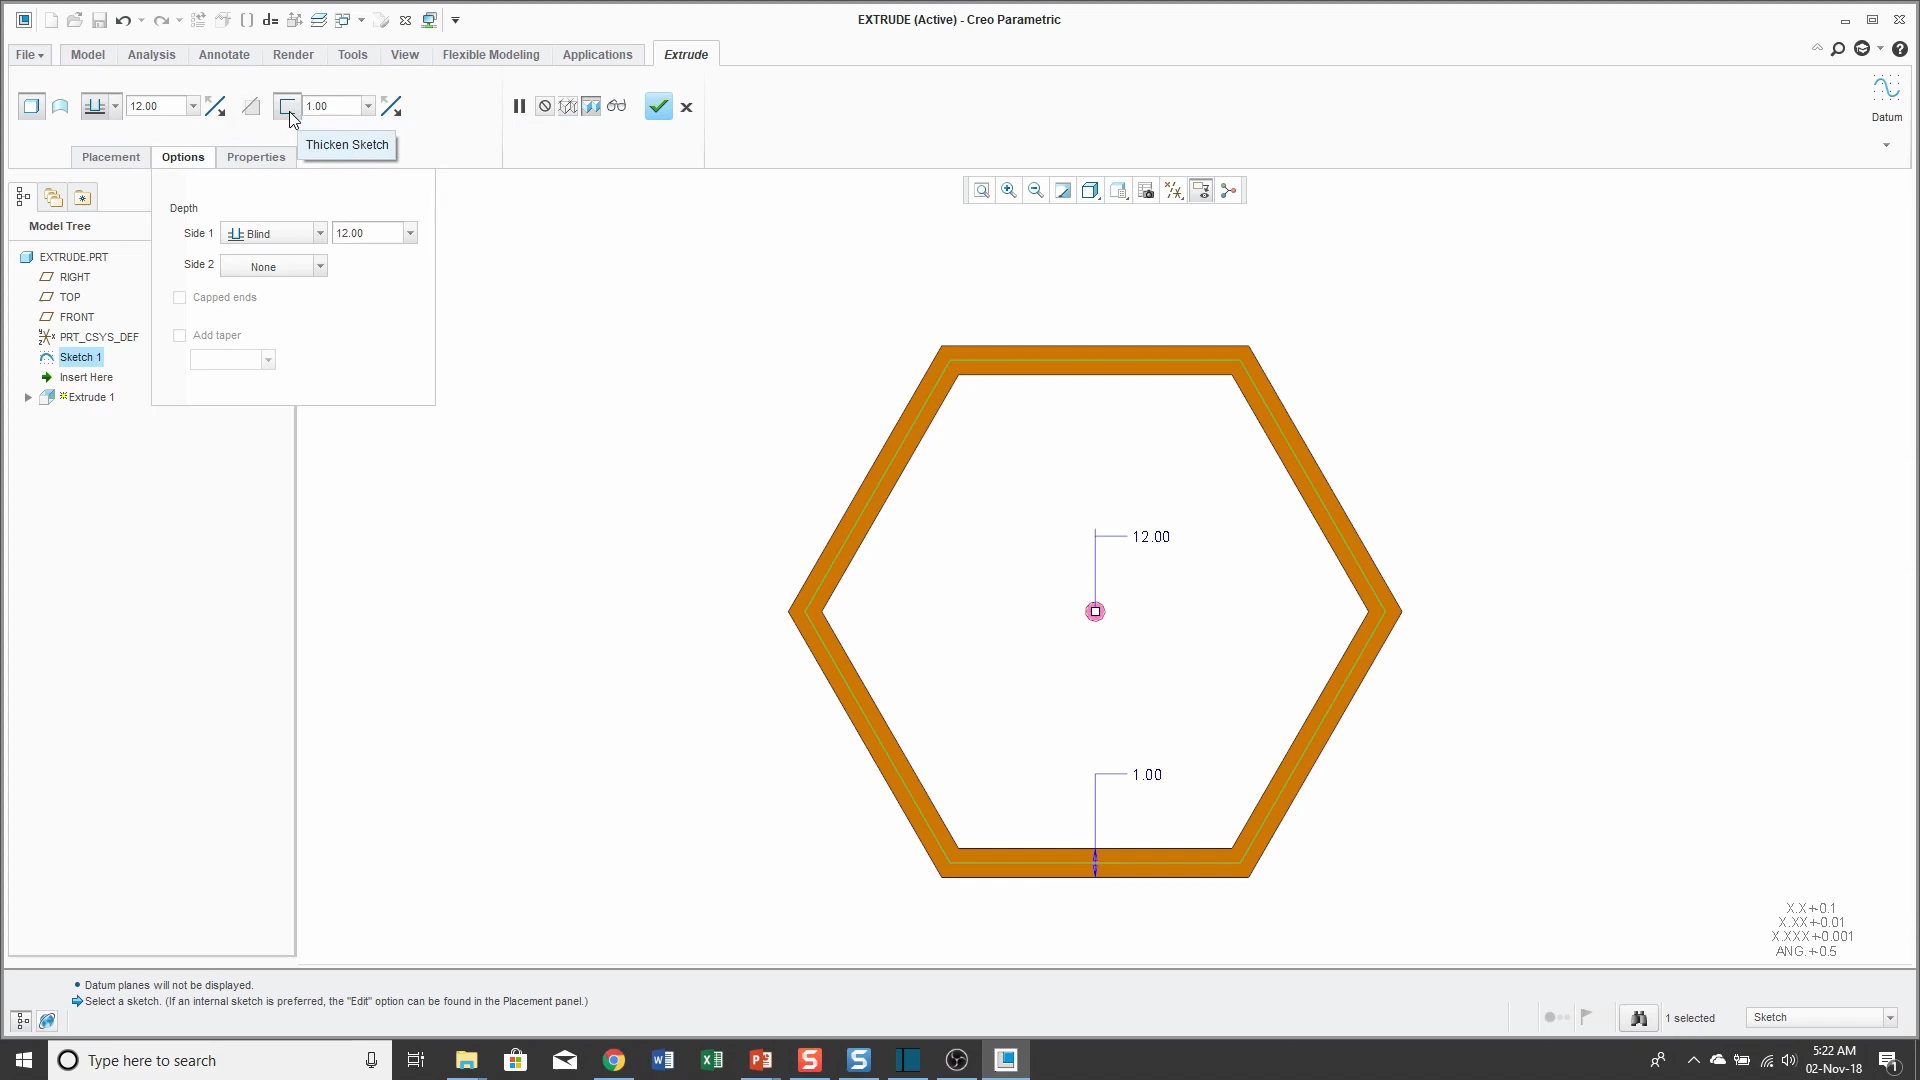 EXTRUDE (Active) - Creo Parametric
File Model Analysis Annotate Render Tools View Flexible Modeling Applications Extrude
12.00 1.00
Datum
Thicken Sketch
Placement Options Properties
Model Tree
EXTRUDE.PRT
RIGHT
TOP
FRONT
PRT_CSYS_DEF
Sketch 1
Insert Here
Extrude 1
Depth
Side 1 Blind 12.00
Side 2 None
Capped ends
Add taper
12.00
1.00
X.X+-0.1
X.XX+-0.01
X.XXX+-0.001
ANG.+-0.5
Datum planes will not be displayed.
Select a sketch. (If an internal sketch is preferred, the "Edit" option can be found in the Placement panel.)
1 selected Sketch
Type here to search
5:22 AM
02-Nov-18
1